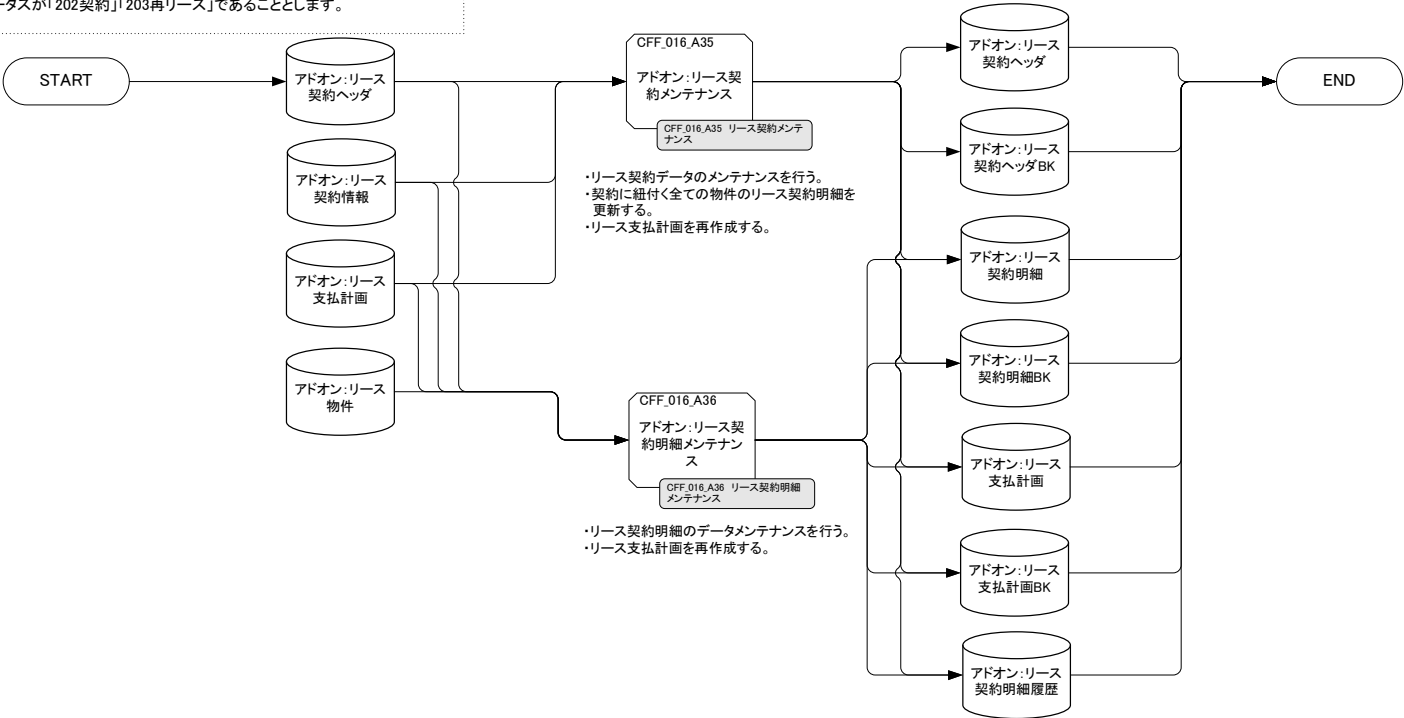 ータスが「202契約」「203再リース」であることとします。
START
アドオン:リース
契約ヘッダ
アドオン:リース
契約情報
アドオン:リース
支払計画
アドオン:リース
物件
CFF_016_A35
アドオン:リース契
約メンテナンス
CFF_016_A35 リース契約メンテ
ナンス
・リース契約データのメンテナンスを行う。
・契約に紐付く全ての物件のリース契約明細を
更新する。
・リース支払計画を再作成する。
CFF_016_A36
アドオン:リース契
約明細メンテナン
ス
CFF_016_A36 リース契約明細
メンテナンス
・リース契約明細のデータメンテナンスを行う。
・リース支払計画を再作成する。
アドオン:リース
契約ヘッダ
アドオン:リース
契約ヘッダBK
アドオン:リース
契約明細
アドオン:リース
契約明細BK
アドオン:リース
支払計画
アドオン:リース
支払計画BK
アドオン:リース
契約明細履歴
END